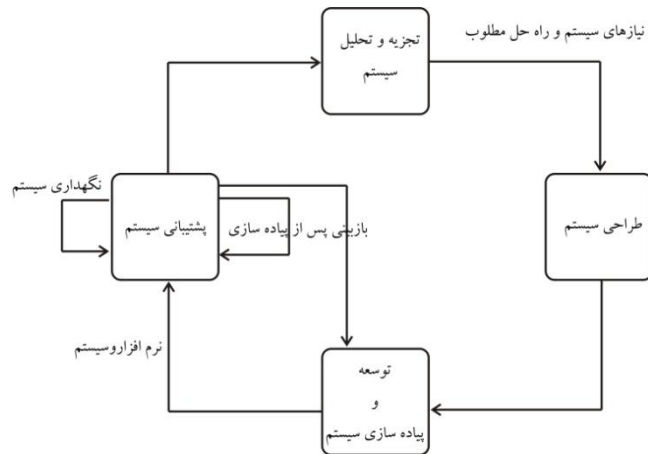 تجزیه و تحلیل
سیستم
نیازهای سیستم و راه حل مطلوب
طراحی سیستم
نگهداری سیستم
پشتیبانی سیستم
بازبینی پس از پیاده سازی
نرم افزاروسیستم
توسعه
و
پیاده سازی سیستم